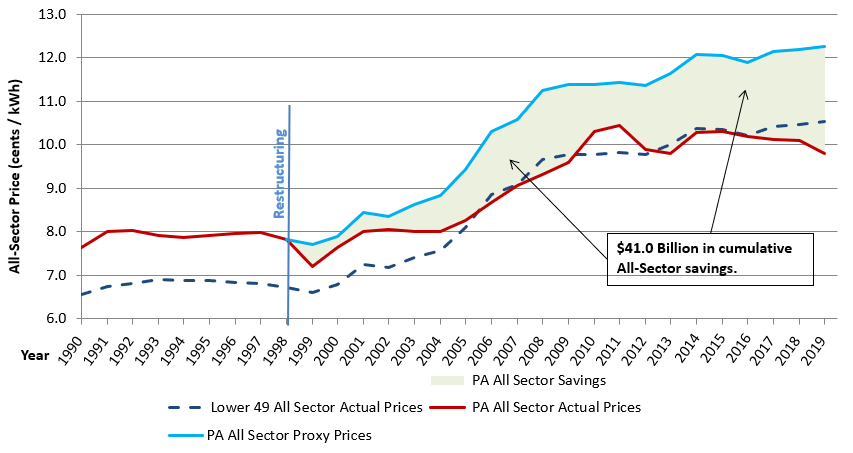 13.0
12.0
11.0
10.0
9.0
8.0
7.0
6.0
All-Sector Price (cents / kWh)
Restructuring
$41.0 Billion in cumulative
All-Sector savings.
Year
1990 1991 1992 1993 1994 1995 1996 1997 1998 1999 2000 2001 2002 2003 2004 2005 2006 2007 2008 2009 2010 2011 2012 2013 2014 2015 2016 2017 2018 2019
PA All Sector Savings
Lower 49 All Sector Actual Prices PA All Sector Actual Prices
PA All Sector Proxy Prices